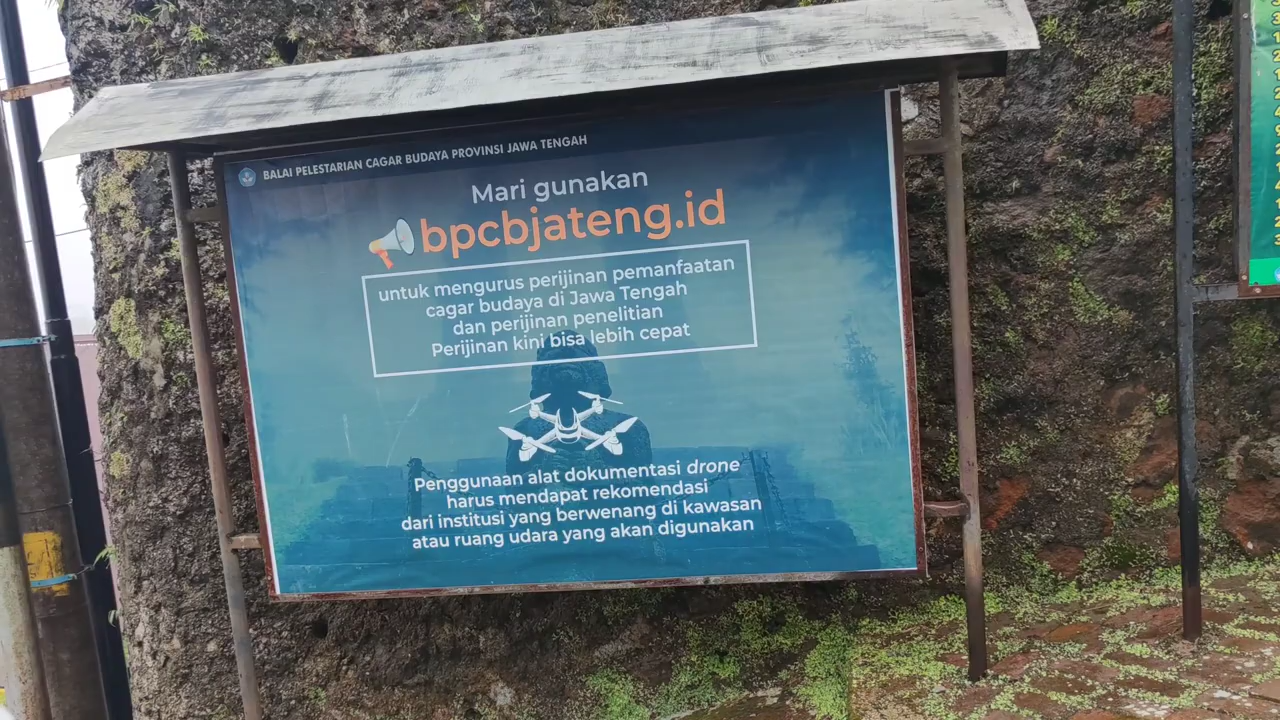 BALAI PELESTARIAN CAGAR BUDAYA PROVINSI JAWA TENGAH
Mari gunakan
bpcbjateng.id
untuk mengurus perijinan pemanfaatan
cagar budaya di Jawa Tengah
dan perijinan penelitian
Perijinan kini bisa lebih cepat
Penggunaan alat dokumentasi drone
harus mendapat rekomendasi
dari institusi yang berwenang di kawasan
atau ruang udara yang akan digunakan